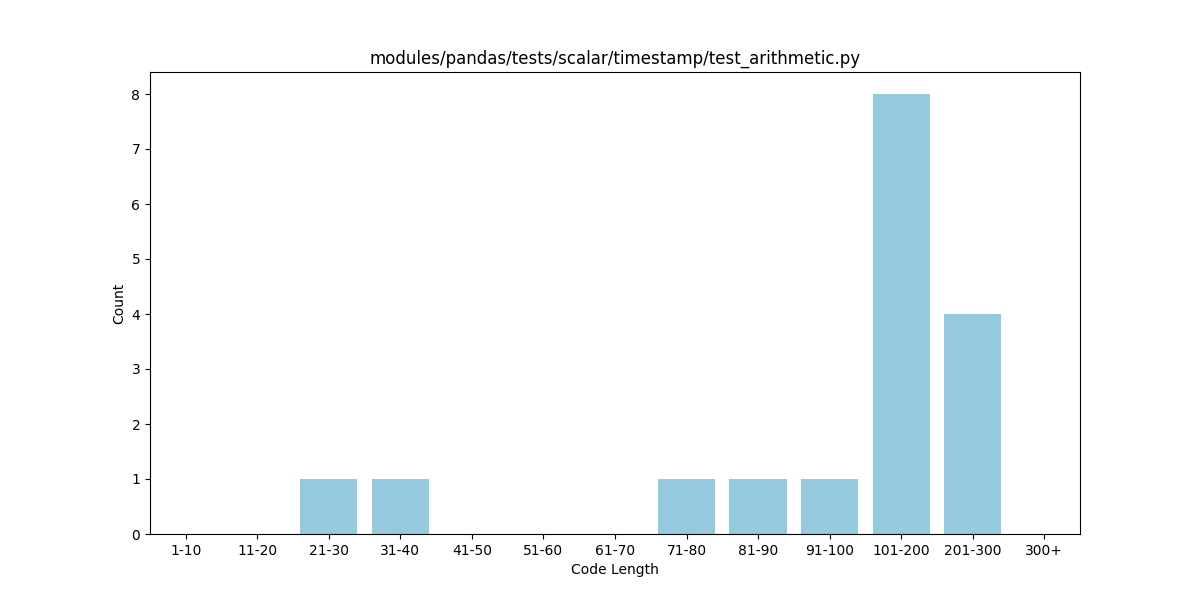 modules/pandas/tests/scalar/timestamp/test_arithmetic.py
8
7
6
5
4
3
2
1
0
Count
1-10 11-20 21-30 31-40 41-50 51-60 61-70 71-80 81-90 91-100 101-200 201-300 300+
Code Length